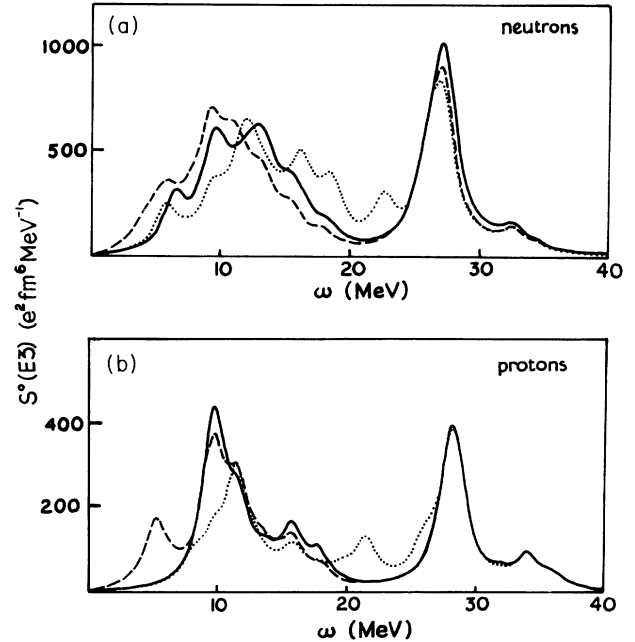 (a)
neutrons
1000
500
10
20
30
40
ω (MeV)
S°(E3) (e²fm⁶MeV⁻¹)
(b)
protons
400
200
10
20
30
40
ω (MeV)